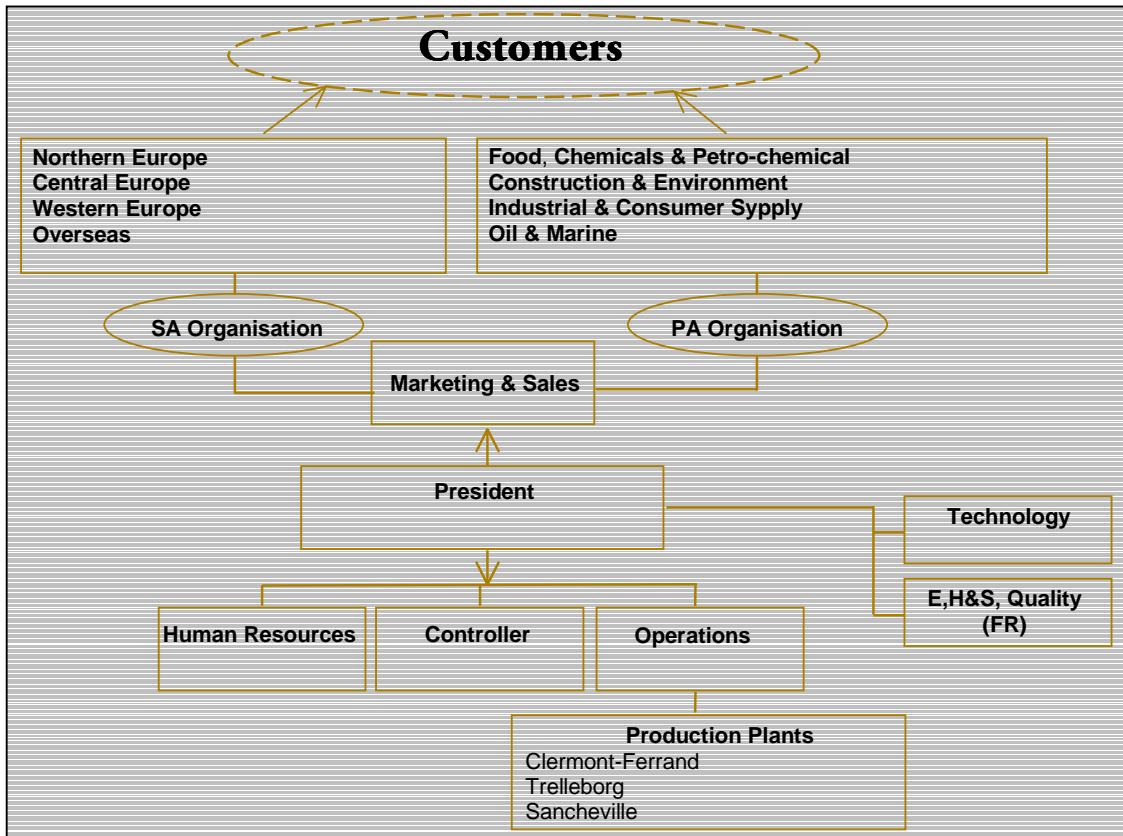 Customers
Northern Europe
Central Europe
Western Europe
Overseas
Food, Chemicals & Petro-chemical
Construction & Environment
Industrial & Consumer Sypply
Oil & Marine
SA Organisation
PA Organisation
Marketing & Sales
President
Technology
E,H&S, Quality
(FR)
Human Resources
Controller
Operations
Production Plants
Clermont-Ferrand
Trelleborg
Sancheville